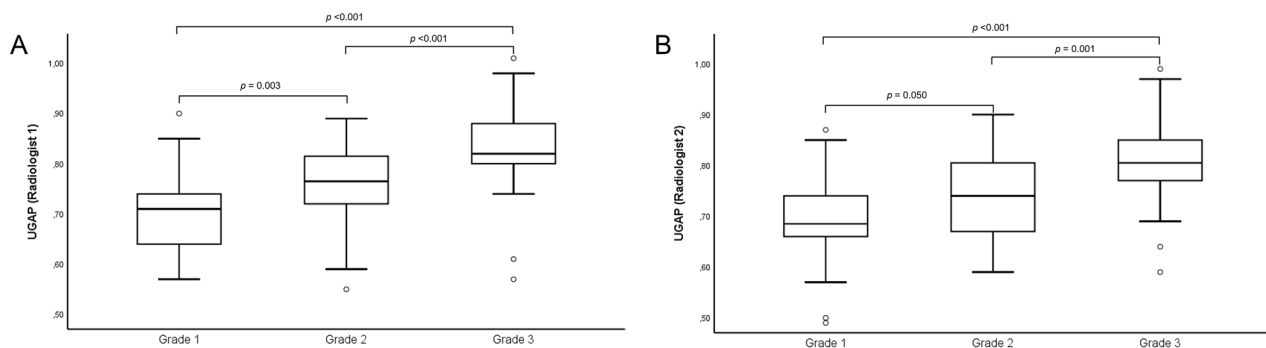 A
p <0.001
p <0.001
p = 0.003
UGAP (Radiologist 1)
1,00
,90
,80
,70
,60
,50
Grade 1
Grade 2
Grade 3
B
p <0.001
p = 0.001
p = 0.050
UGAP (Radiologist 2)
1,00
,90
,80
,70
,60
,50
Grade 1
Grade 2
Grade 3